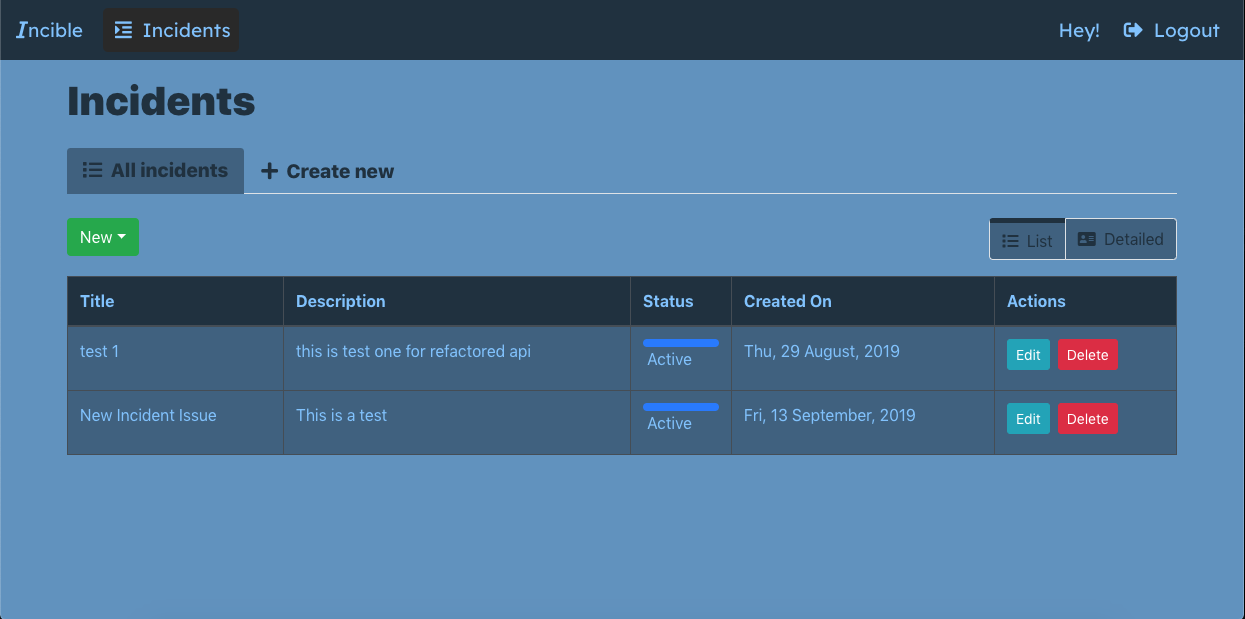 Incible Incidents Hey! Logout
Incidents
All incidents Create new
New List Detailed
Title Description Status Created On Actions
test 1 this is test one for refactored api Active Thu, 29 August, 2019 Edit Delete
New Incident Issue This is a test Active Fri, 13 September, 2019 Edit Delete